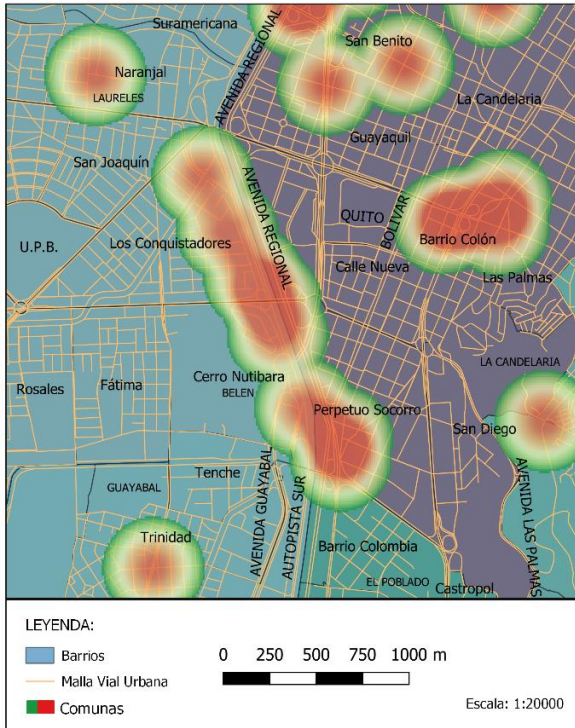 Suramericana
San Benito
AVENIDA REGIONAL
Naranjal
LAURELES
La Candelaria
Guayaquil
San Joaquín
AVENIDA REGIONAL
QUITO
BOLIVAR
U.P.B.
Los Conquistadores
Barrio Colón
Calle Nueva
Las Palmas
LA CANDELARIA
Cerro Nutibara
Rosales
Fátima
BELEN
Perpetuo Socorro
San Diego
Tenche
GUAYABAL
AVENIDA GUAYABAL
AUTOPISTA SUR
AVENIDA LAS PALMAS
Trinidad
Barrio Colombia
EL POBLADO
Castropol
LEYENDA:
Barrios
Malla Vial Urbana
Comunas
0 250 500 750 1000 m
Escala: 1:20000